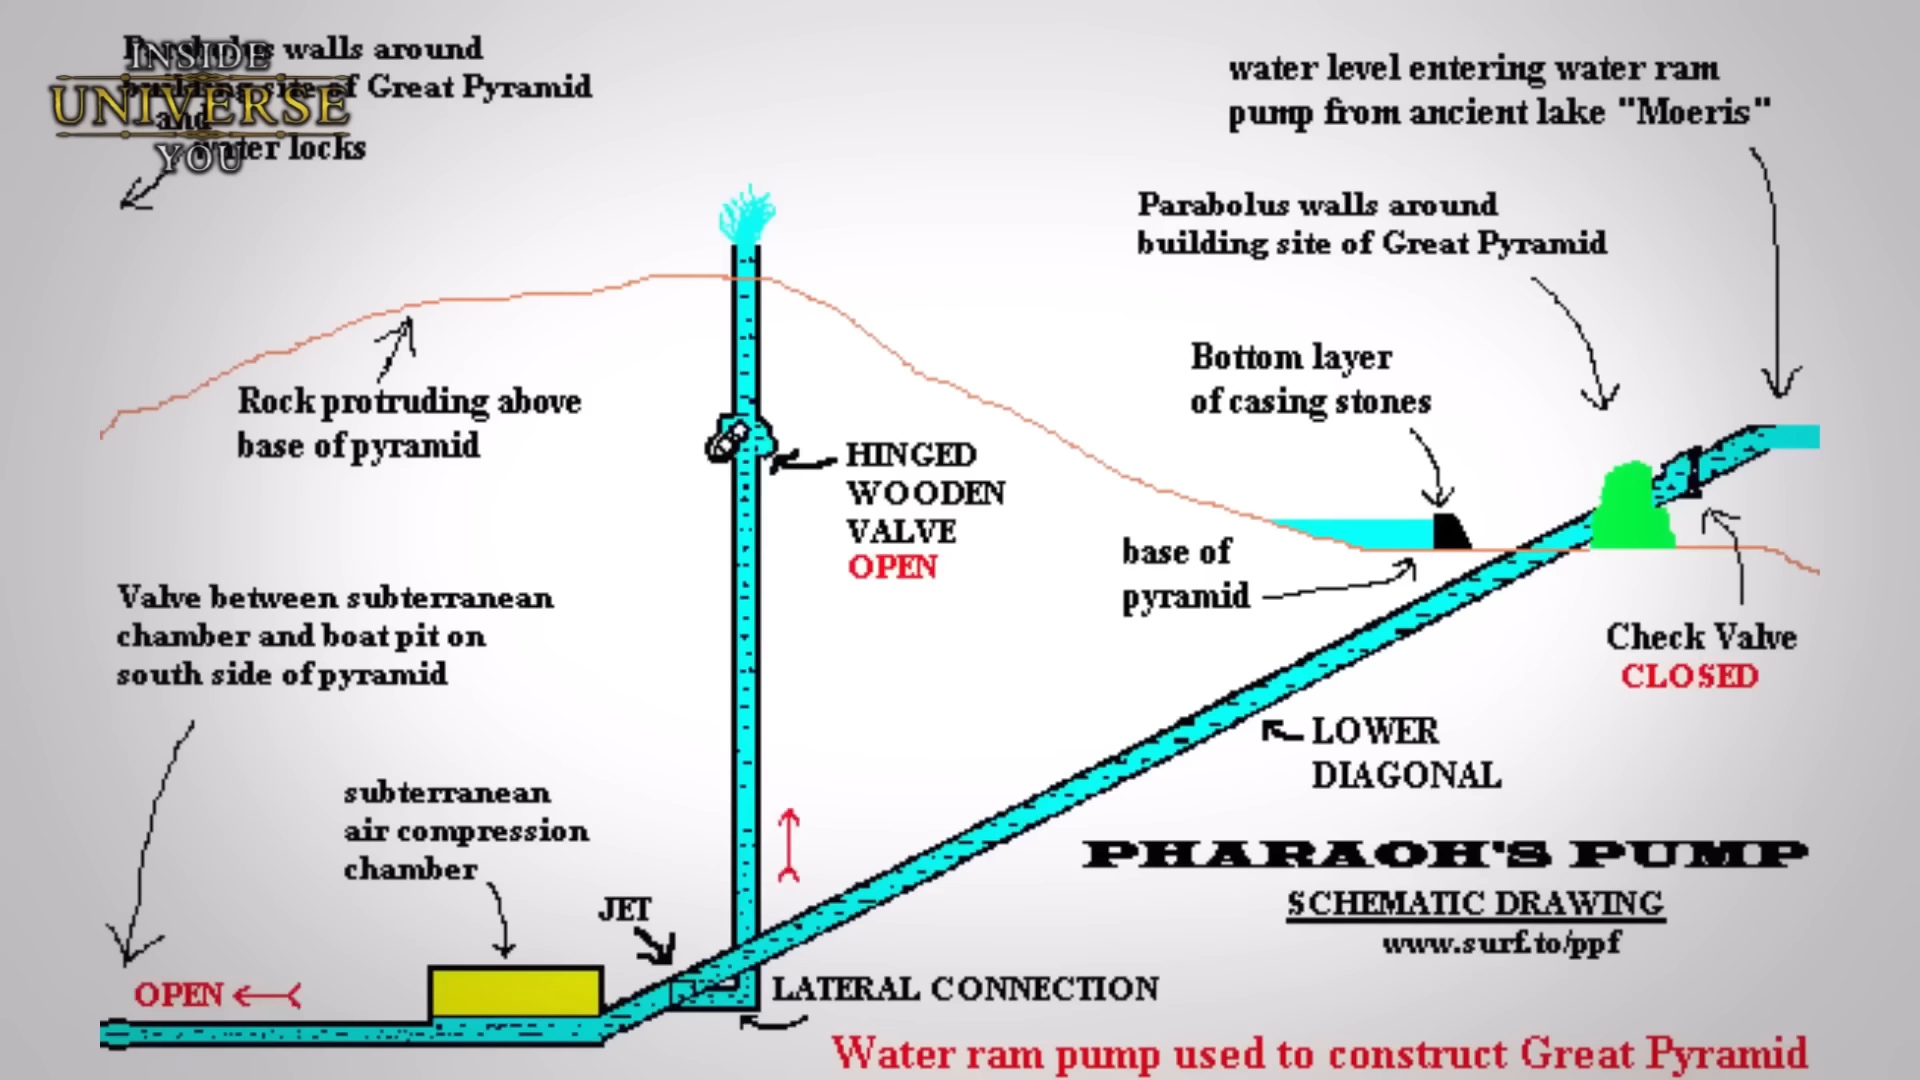 INSIDE
UNIVERSE
YOU
walls around
building site of Great Pyramid
and
water locks
water level entering water ram
pump from ancient lake "Moeris"
Parabolus walls around
building site of Great Pyramid
Bottom layer
of casing stones
Rock protruding above
base of pyramid
HINGED
WOODEN
VALVE
OPEN
base of
pyramid
Valve between subterranean
chamber and boat pit on
south side of pyramid
Check Valve
CLOSED
LOWER
DIAGONAL
subterranean
air compression
chamber
JET
PHARAOH'S PUMP
SCHEMATIC DRAWING
www.surf.to/ppf
OPEN
LATERAL CONNECTION
Water ram pump used to construct Great Pyramid